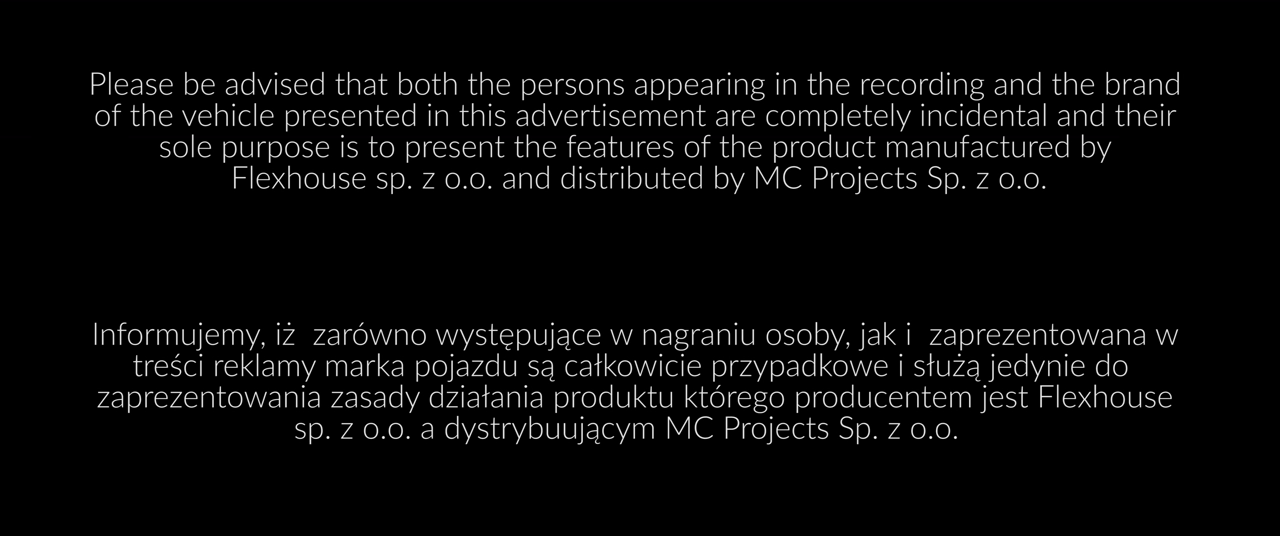 Please be advised that both the persons appearing in the recording and the brand
of the vehicle presented in this advertisement are completely incidental and their
sole purpose is to present the features of the product manufactured by
Flexhouse sp. z o.o. and distributed by MC Projects Sp. z o.o.
Informujemy, iż  zarówno występujące w nagraniu osoby, jak i  zaprezentowana w
treści reklamy marka pojazdu są całkowicie przypadkowe i służą jedynie do
zaprezentowania zasady działania produktu którego producentem jest Flexhouse
sp. z o.o. a dystrybuującym MC Projects Sp. z o.o.